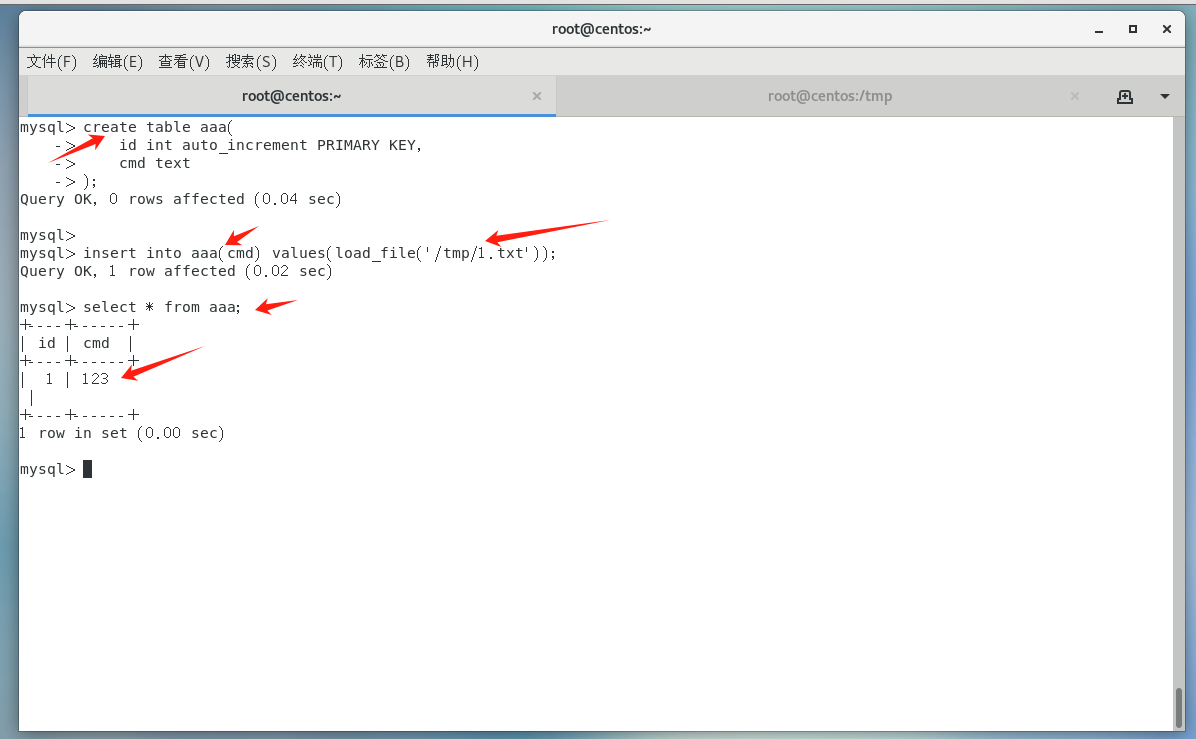 root@centos:~
文件(F) 编辑(E) 查看(V) 搜索(S) 终端(T) 标签(B) 帮助(H)
root@centos:~ root@centos:/tmp
mysql> create table aaa(
    ->     id int auto_increment PRIMARY KEY,
    ->     cmd text
    -> );
Query OK, 0 rows affected (0.04 sec)
mysql>
mysql> insert into aaa(cmd) values(load_file('/tmp/1.txt'));
Query OK, 1 row affected (0.02 sec)
mysql> select * from aaa;
+----+------+
| id | cmd  |
+----+------+
|  1 | 123
 |
+----+------+
1 row in set (0.00 sec)
mysql>